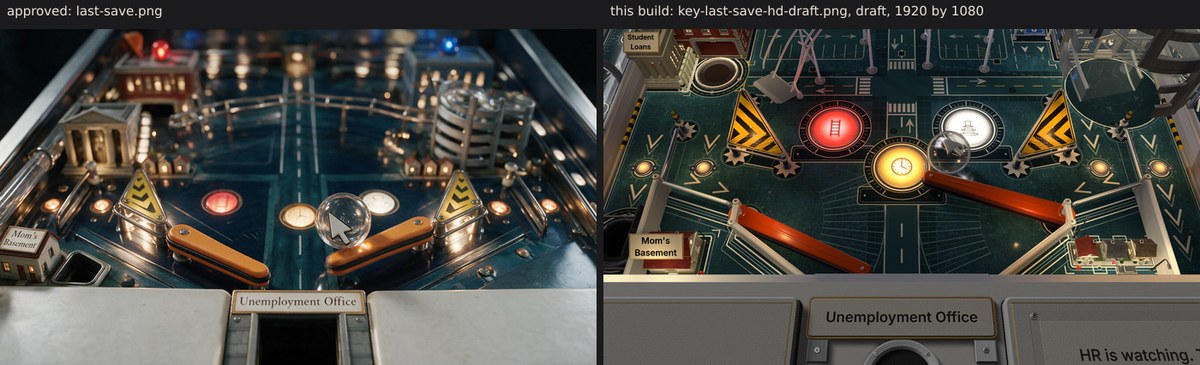 approved: last-save.png
this build: key-last-save-hd-draft.png, draft, 1920 by 1080
Student
Loans
Mom's
Basement
Unemployment Office
Mom's
Basement
Unemployment Office
HR is watching. T